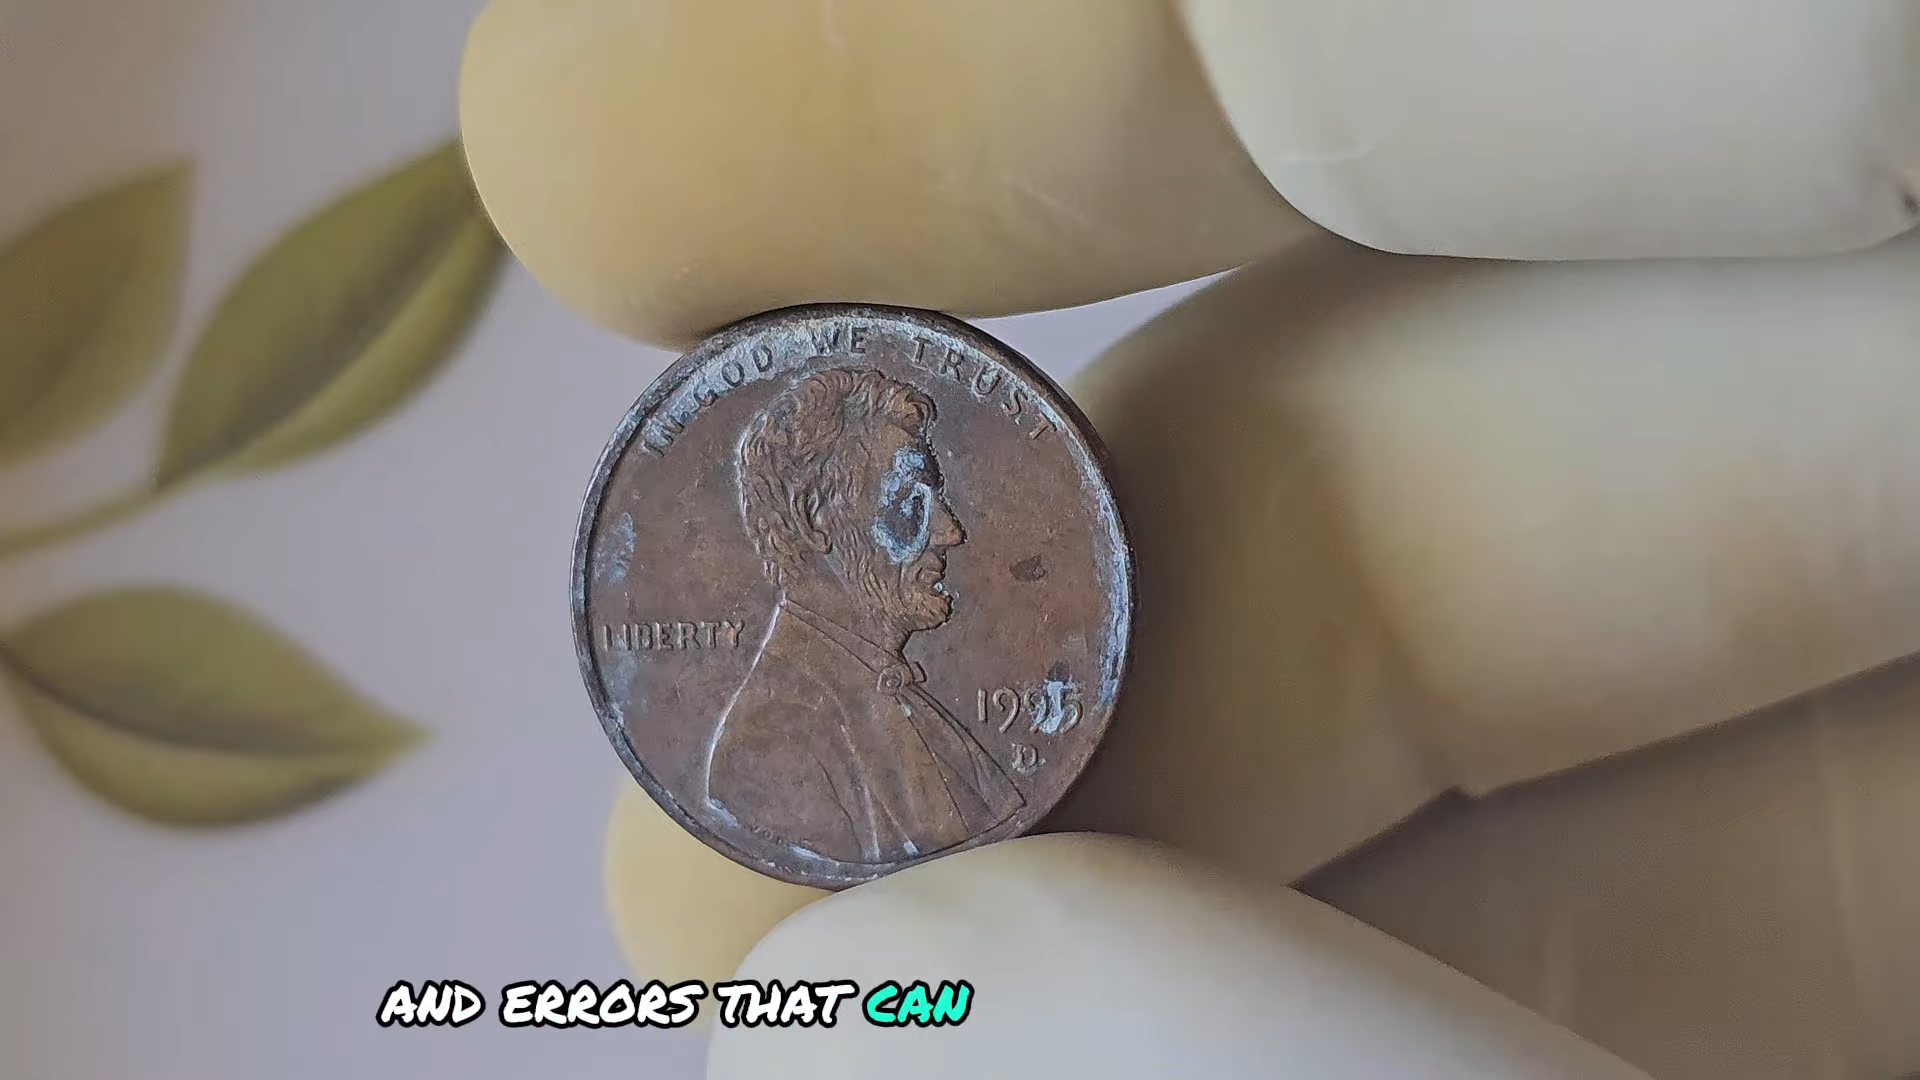 IN GOD WE TRUST
LIBERTY
1995
D
AND ERRORS THAT CAN